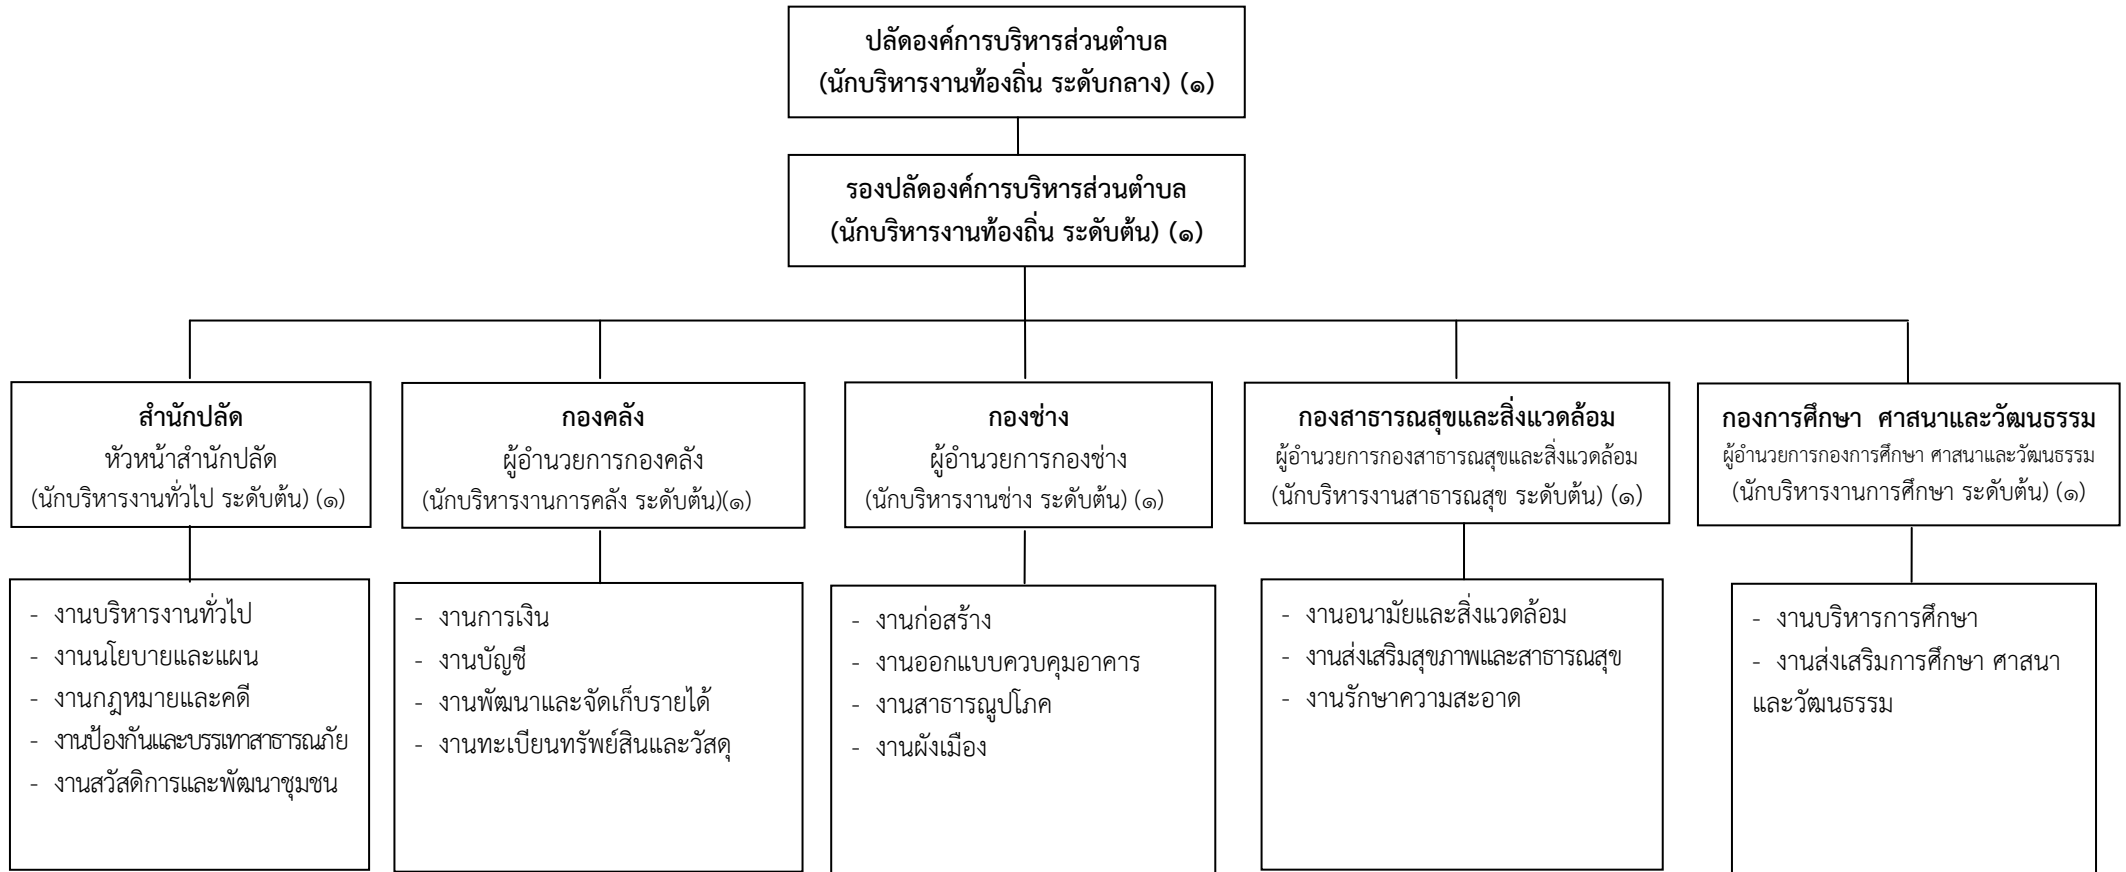 ปลัดองค์การบริหารส่วนตำบล
(นักบริหารงานท้องถิ่น ระดับกลาง) (๑)
รองปลัดองค์การบริหารส่วนตำบล
(นักบริหารงานท้องถิ่น ระดับต้น) (๑)
สำนักปลัด
หัวหน้าสำนักปลัด
(นักบริหารงานทั่วไป ระดับต้น) (๑)
กองคลัง
ผู้อำนวยการกองคลัง
(นักบริหารงานการคลัง ระดับต้น)(๑)
กองช่าง
ผู้อำนวยการกองช่าง
(นักบริหารงานช่าง ระดับต้น) (๑)
กองสาธารณสุขและสิ่งแวดล้อม
ผู้อำนวยการกองสาธารณสุขและสิ่งแวดล้อม
(นักบริหารงานสาธารณสุข ระดับต้น) (๑)
กองการศึกษา ศาสนาและวัฒนธรรม
ผู้อำนวยการกองการศึกษา ศาสนาและวัฒนธรรม
(นักบริหารงานการศึกษา ระดับต้น) (๑)
- งานบริหารงานทั่วไป
- งานนโยบายและแผน
- งานกฎหมายและคดี
- งานป้องกันและบรรเทาสาธารณภัย
- งานสวัสดิการและพัฒนาชุมชน
- งานการเงิน
- งานบัญชี
- งานพัฒนาและจัดเก็บรายได้
- งานทะเบียนทรัพย์สินและวัสดุ
- งานก่อสร้าง
- งานออกแบบควบคุมอาคาร
- งานสาธารณูปโภค
- งานผังเมือง
- งานอนามัยและสิ่งแวดล้อม
- งานส่งเสริมสุขภาพและสาธารณสุข
- งานรักษาความสะอาด
- งานบริหารการศึกษา
- งานส่งเสริมการศึกษา ศาสนา
และวัฒนธรรม